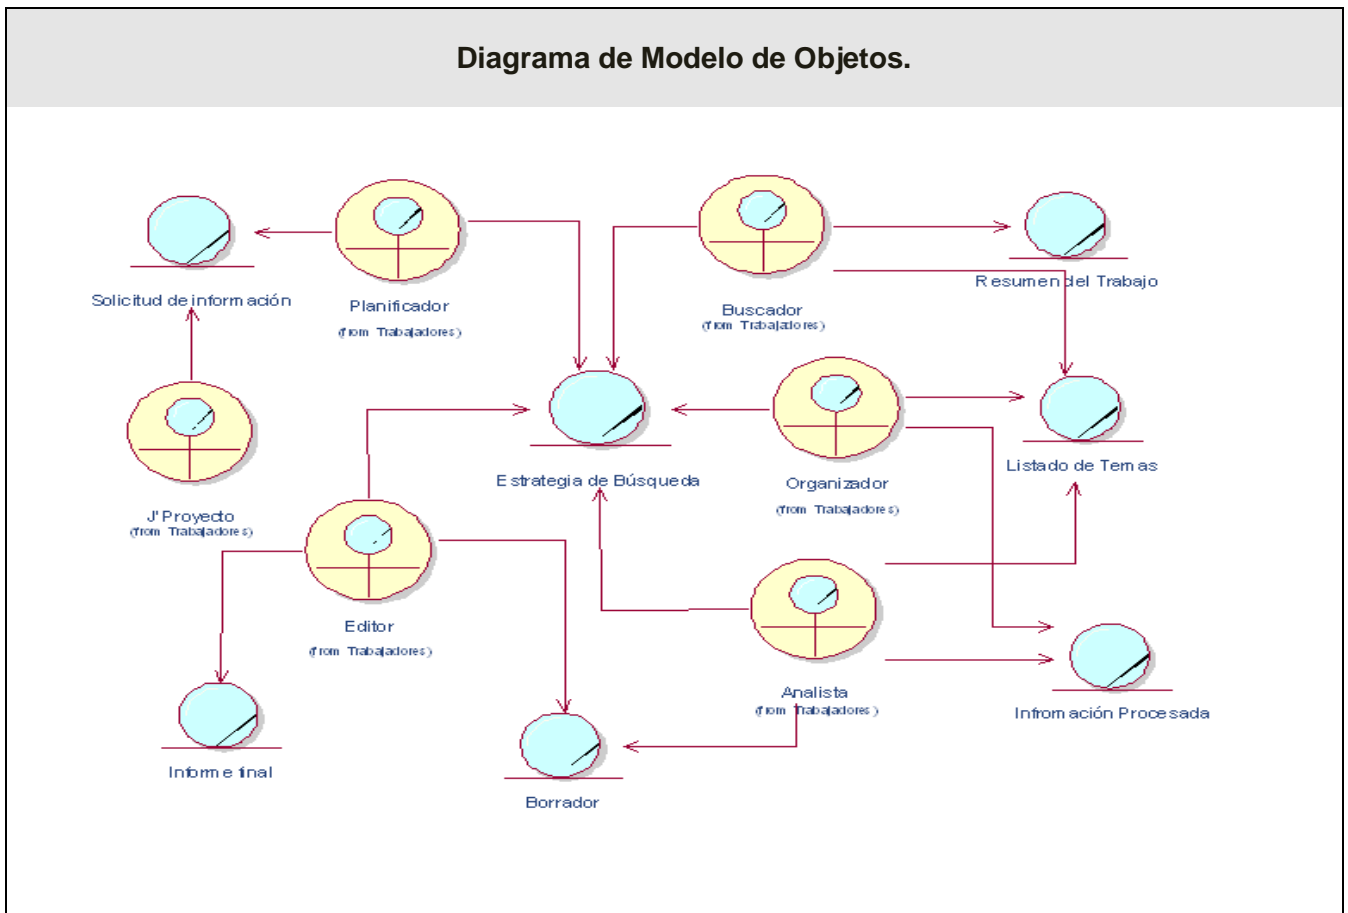 Diagrama de Modelo de Objetos.
Solicitud de información
Planificador
(from Trabajadores)
Buscador
(from Trabajadores)
Resumen del Trabajo
J'Proyecto
(from Trabajadores)
Estrategia de Búsqueda
Organizador
(from Trabajadores)
Listado de Temas
Editor
(from Trabajadores)
Analista
(from Trabajadores)
Infromación Procesada
Informe final
Borrador